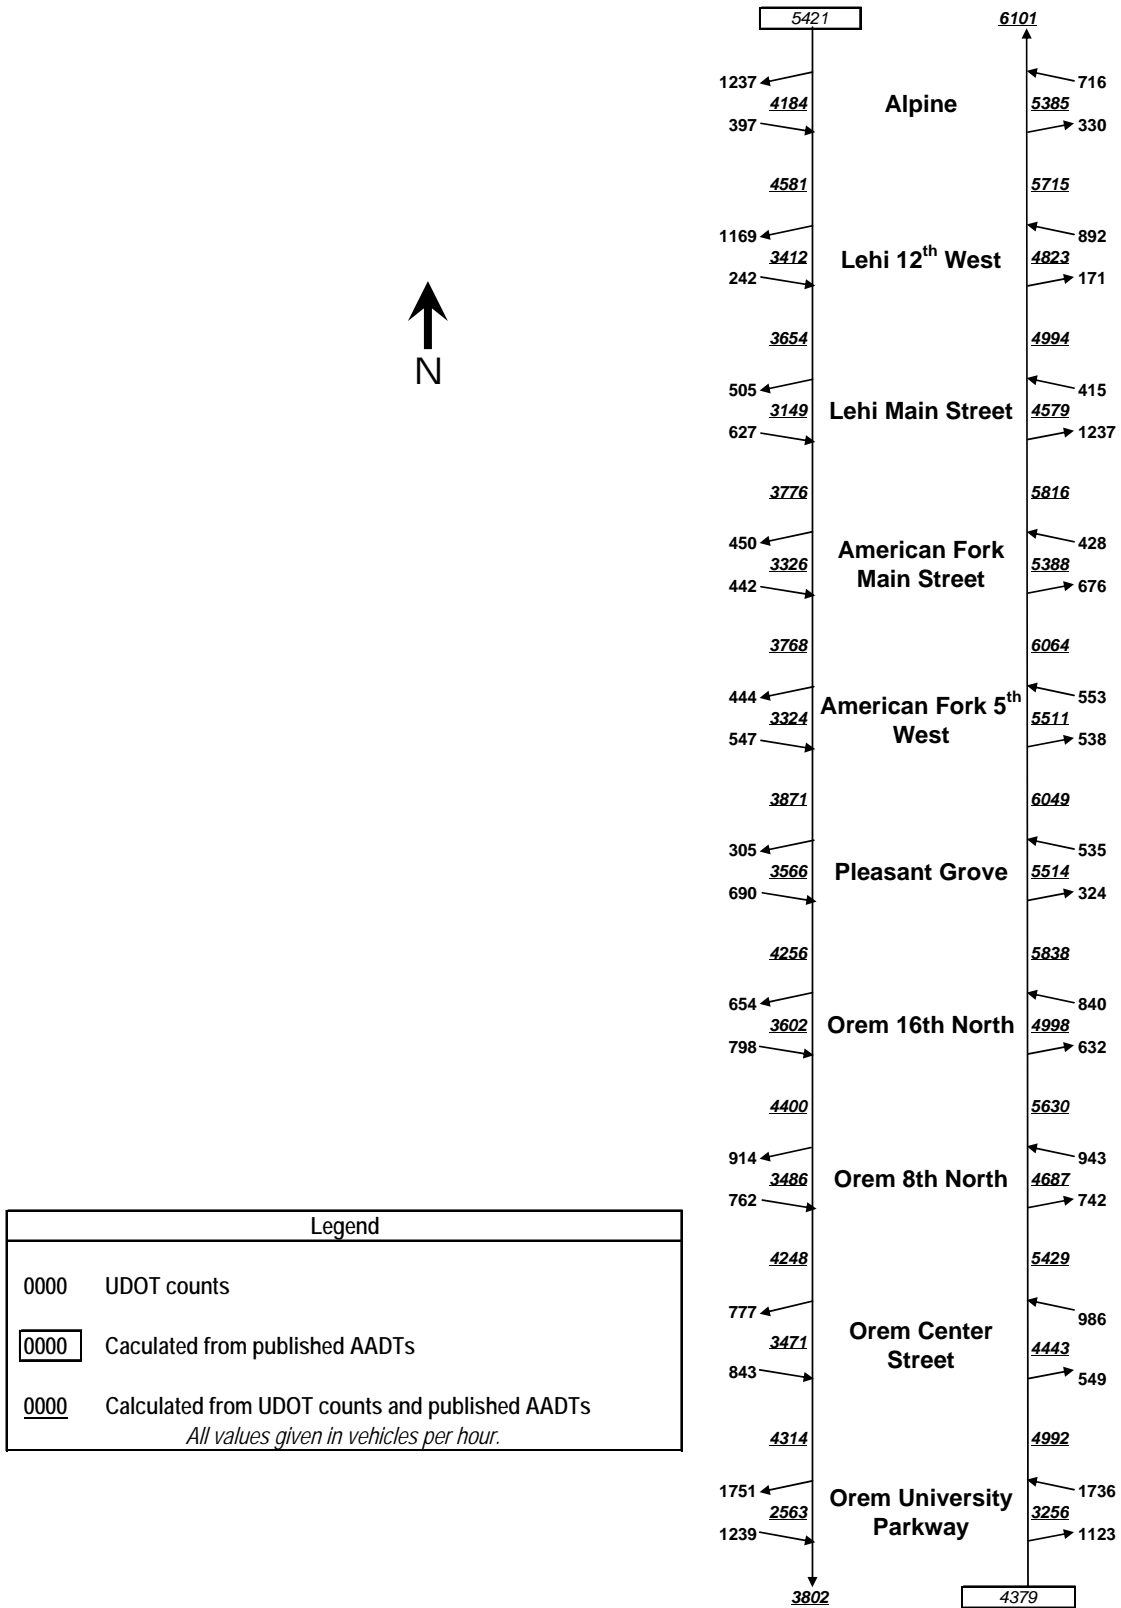 5421 6101
1237 716
4184 Alpine 5385
397 330
4581 5715
1169 892
3412 Lehi 12th West 4823
242 171
3654 4994
N
505 415
3149 Lehi Main Street 4579
627 1237
3776 5816
450 428
American Fork
3326 Main Street 5388
442 676
3768 6064
444 553
American Fork 5th
3324 West 5511
547 538
3871 6049
305 535
3566 Pleasant Grove 5514
690 324
4256 5838
654 840
3602 Orem 16th North 4998
798 632
4400 5630
914 943
3486 Orem 8th North 4687
762 742
4248 5429
777 986
Orem Center
3471 Street 4443
843 549
4314 4992
1751 1736
Orem University
2563 Parkway 3256
1239 1123
3802 4379
Legend
0000 UDOT counts
0000 Caculated from published AADTs
0000 Calculated from UDOT counts and published AADTs
All values given in vehicles per hour.